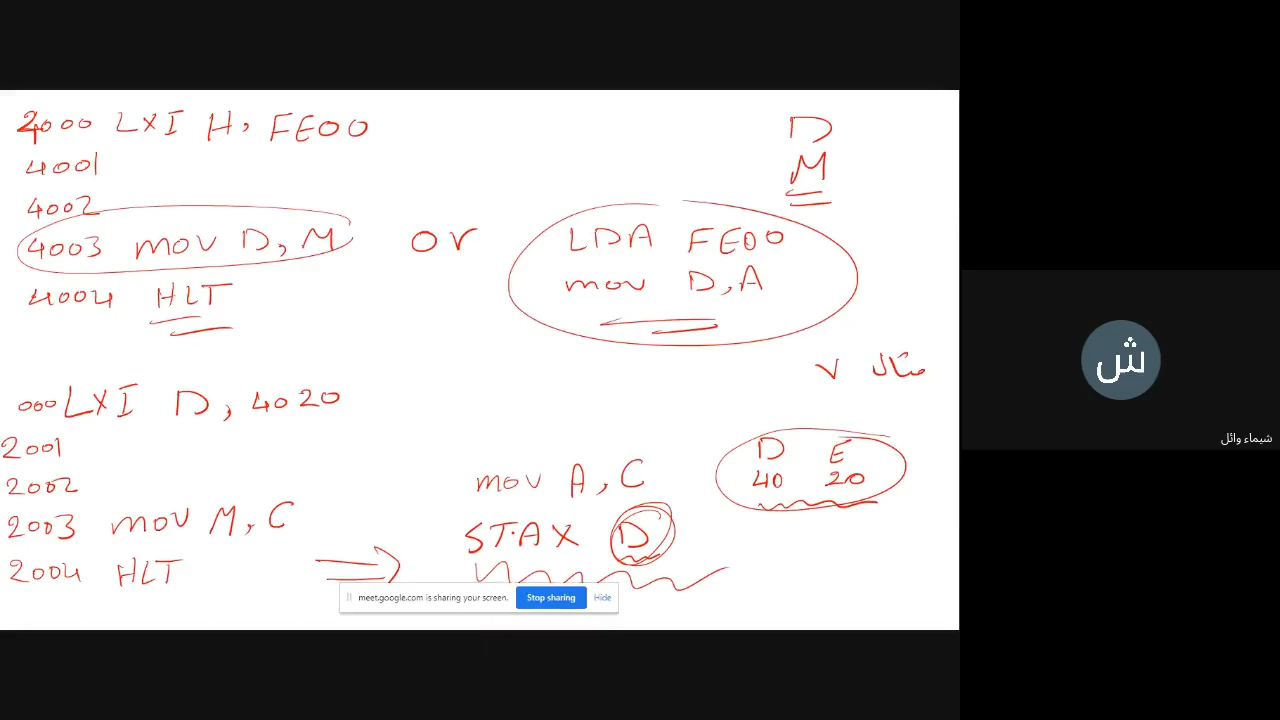 4000 LXI H, FE00
4001
4002
4003 mov D, M
4004 HLT
or
LDA FE00
mov D, A
D
M
مثال ٧
000 LXI D, 4020
2001
2002
2003 mov M, C
2004 HLT
mov A, C
STAX D
D E
40 20
meet.google.com is sharing your screen.
Stop sharing
Hide
ش
شيماء وائل